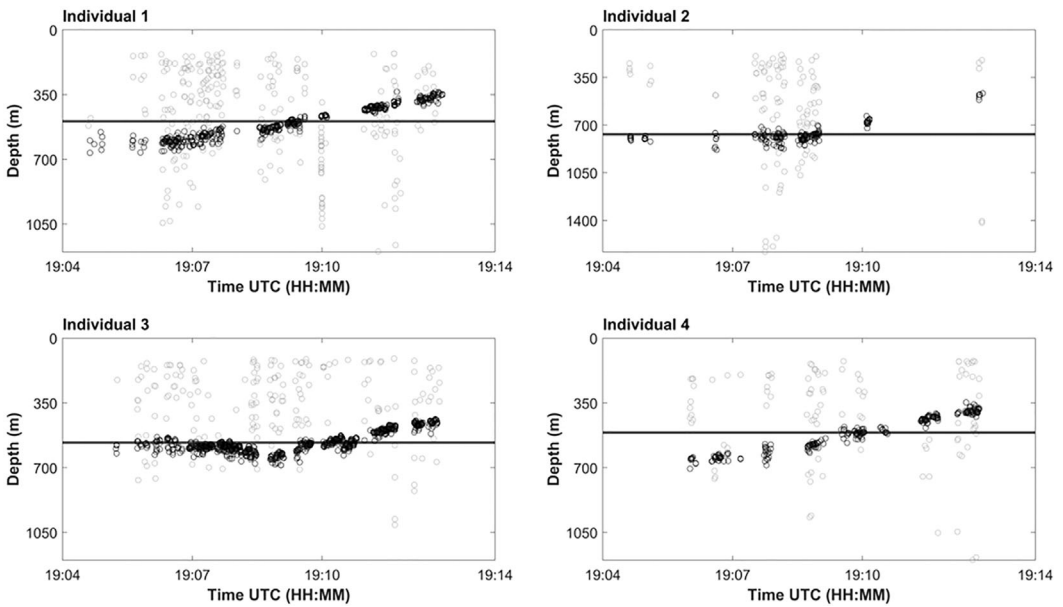 Individual 1
0
350
700
1050
Depth (m)
19:04 19:07 19:10 19:14
Time UTC (HH:MM)
Individual 2
0
350
700
1050
1400
Depth (m)
19:04 19:07 19:10 19:14
Time UTC (HH:MM)
Individual 3
0
350
700
1050
Depth (m)
19:04 19:07 19:10 19:14
Time UTC (HH:MM)
Individual 4
0
350
700
1050
Depth (m)
19:04 19:07 19:10 19:14
Time UTC (HH:MM)